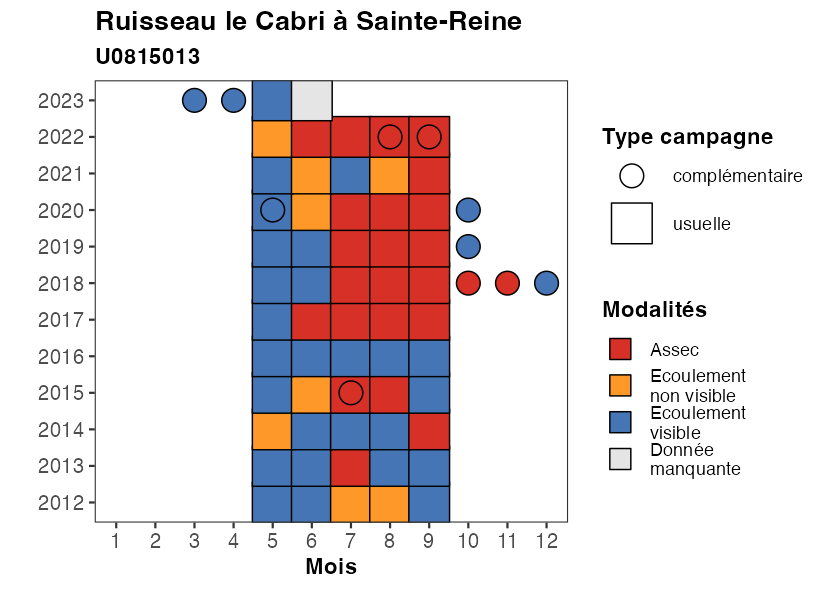 Ruisseau le Cabri à Sainte-Reine
U0815013
2023
2022
2021
2020
2019
2018
2017
2016
2015
2014
2013
2012
1 2 3 4 5 6 7 8 9 10 11 12
Mois
Type campagne
complémentaire
usuelle
Modalités
Assec
Ecoulement
non visible
Ecoulement
visible
Donnée
manquante